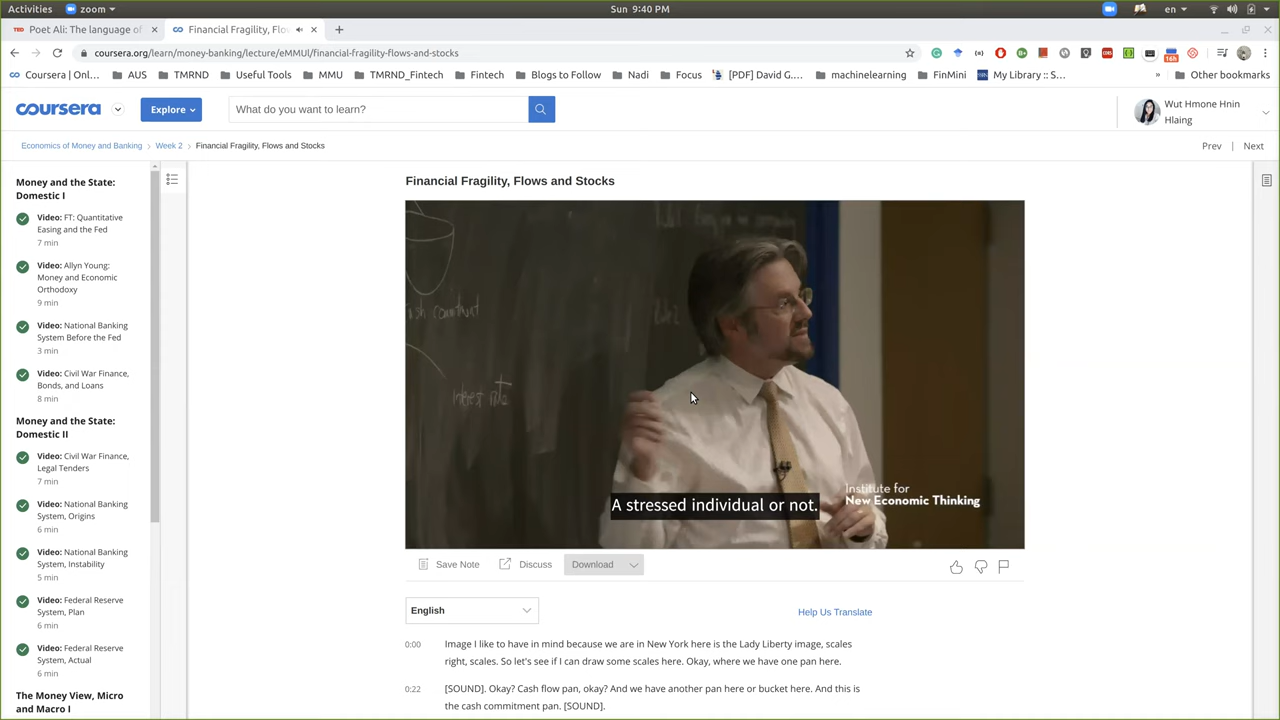 Activities zoom Sun 9:40 PM en
Poet Ali: The language of Financial Fragility, Flow
coursera.org/learn/money-banking/lecture/eMMUl/financial-fragility-flows-and-stocks
Coursera | Onl… AUS TMRND Useful Tools MMU TMRND_Fintech Fintech Blogs to Follow Nadi Focus [PDF] David G.… machinelearning FinMini My Library :: S… » Other bookmarks
coursera Explore What do you want to learn? Wut Hmone Hnin
Hlaing
Economics of Money and Banking Week 2 Financial Fragility, Flows and Stocks Prev | Next
Money and the State:
Domestic I
Video: FT: Quantitative
Easing and the Fed
7 min
Video: Allyn Young:
Money and Economic
Orthodoxy
9 min
Video: National Banking
System Before the Fed
3 min
Video: Civil War Finance,
Bonds, and Loans
8 min
Money and the State:
Domestic II
Video: Civil War Finance,
Legal Tenders
7 min
Video: National Banking
System, Origins
6 min
Video: National Banking
System, Instability
5 min
Video: Federal Reserve
System, Plan
6 min
Video: Federal Reserve
System, Actual
6 min
The Money View, Micro
and Macro I
Financial Fragility, Flows and Stocks
interest rate
A stressed individual or not.
Institute for
New Economic Thinking
Save Note Discuss Download
English Help Us Translate
0:00 Image I like to have in mind because we are in New York here is the Lady Liberty image, scales
right, scales. So let's see if I can draw some scales here. Okay, where we have one pan here.
0:22 [SOUND]. Okay? Cash flow pan, okay? And we have another pan here or bucket here. And this is
the cash commitment pan. [SOUND].